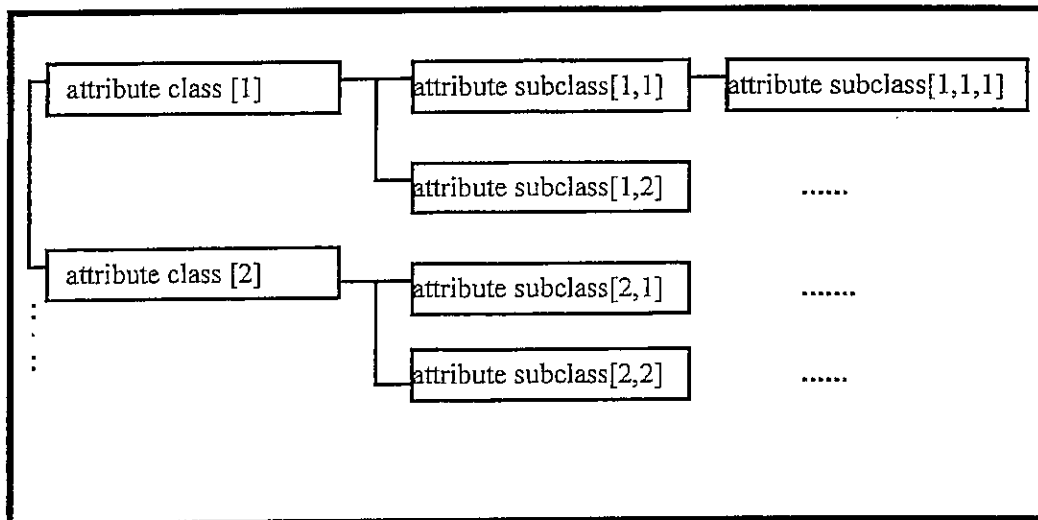 attribute class [1]
attribute subclass[1,1]
attribute subclass[1,1,1]
attribute subclass[1,2]
......
attribute class [2]
attribute subclass[2,1]
.......
attribute subclass[2,2]
......